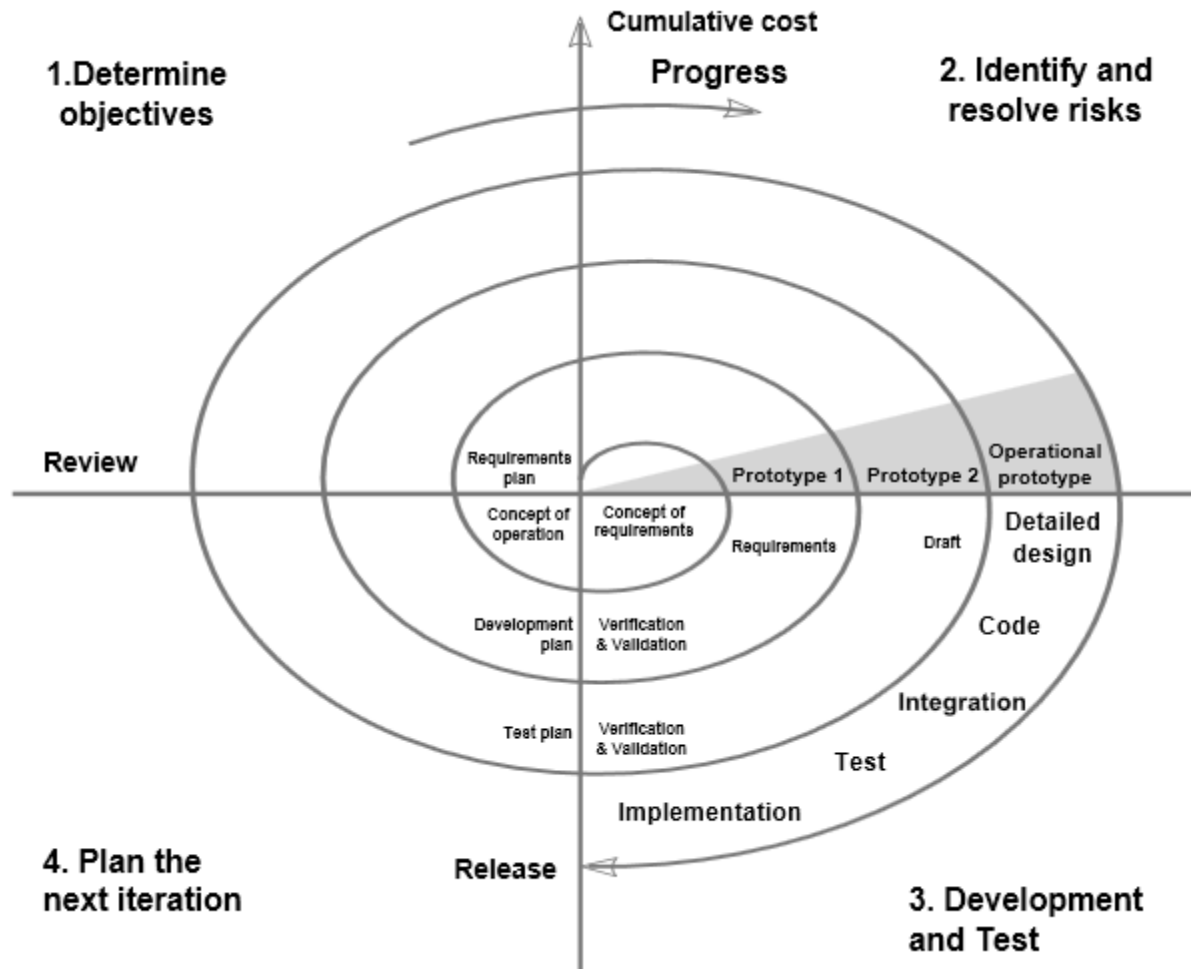 Cumulative cost
Progress
1.Determine
objectives
2. Identify and
resolve risks
Review
Requirements
plan
Prototype 1
Prototype 2
Operational
prototype
Concept of
operation
Concept of
requirements
Requirements
Draft
Detailed
design
Development
plan
Verification
& Validation
Code
Integration
Test plan
Verification
& Validation
Test
Implementation
4. Plan the
next iteration
Release
3. Development
and Test